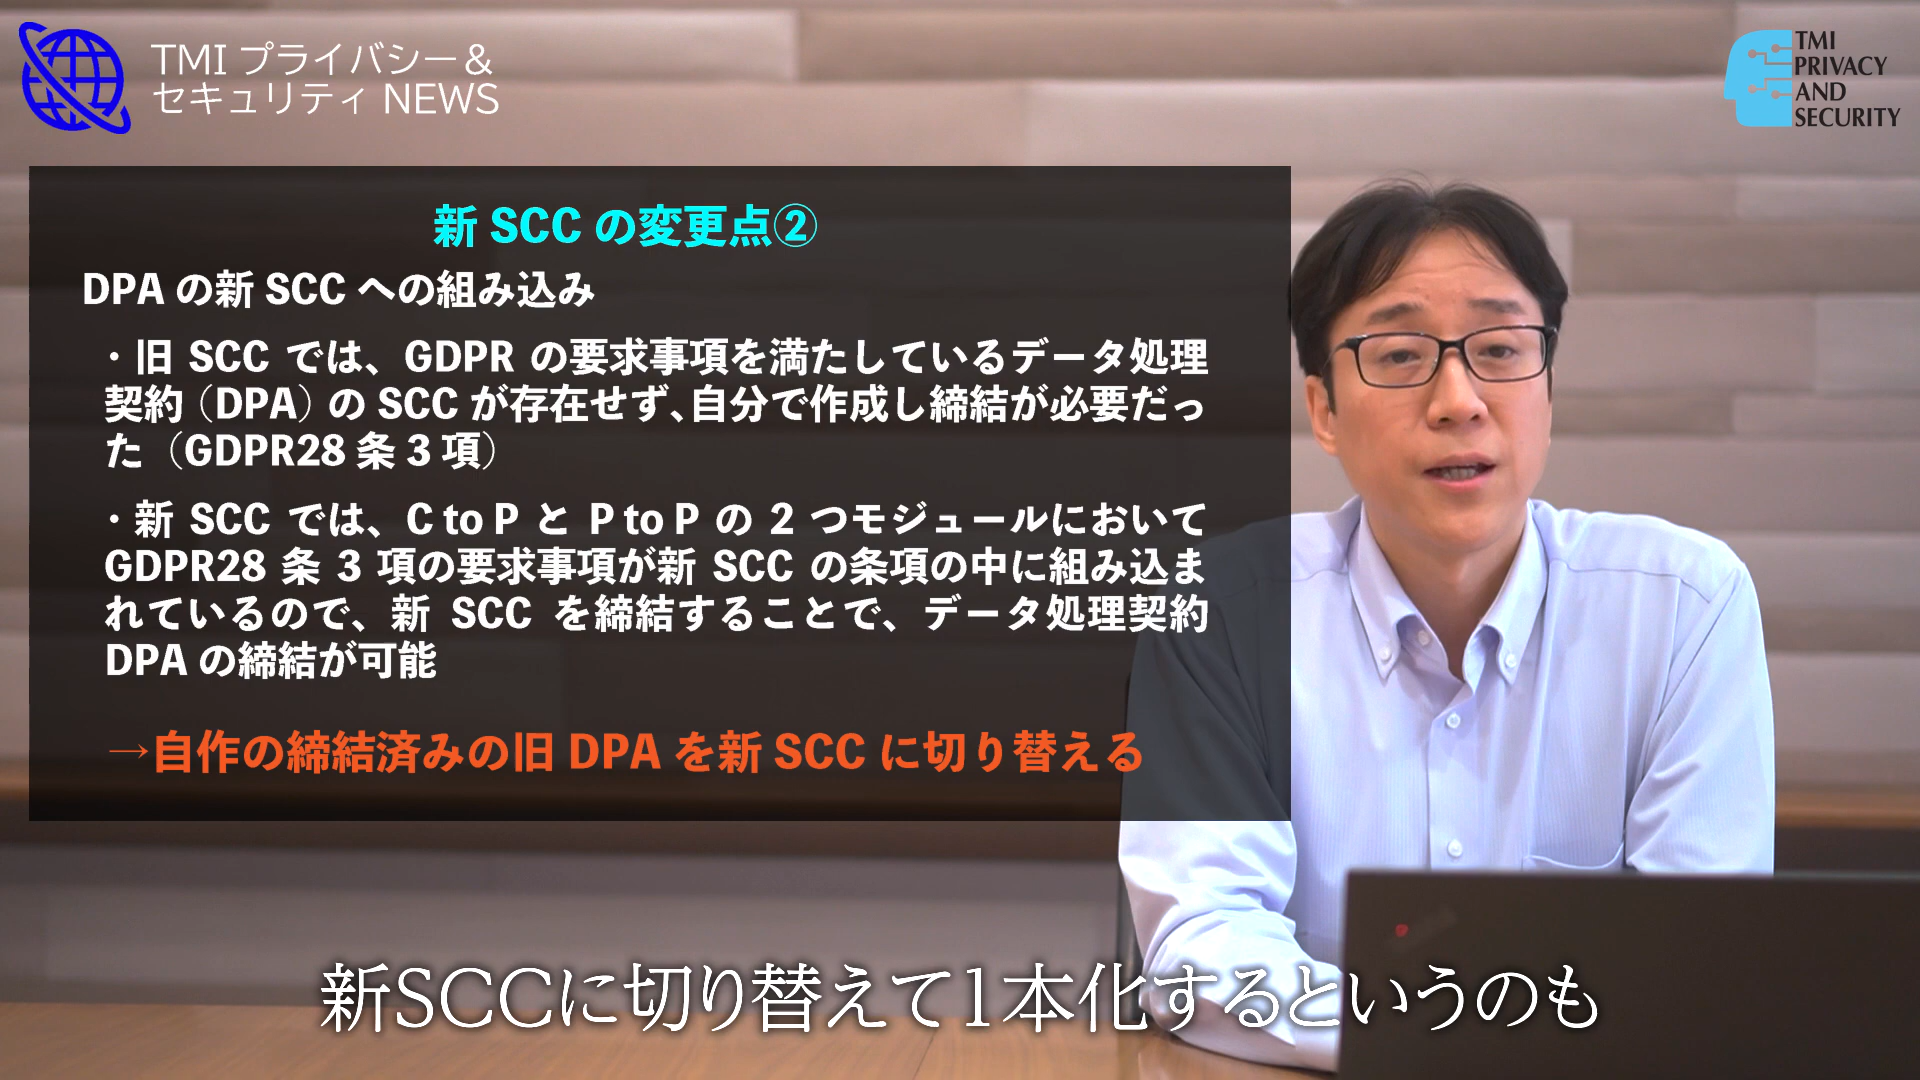 TMI プライバシー＆
セキュリティ NEWS
TMI
PRIVACY
AND
SECURITY
新 SCC の変更点②
DPA の新 SCC への組み込み
・旧 SCC では、GDPR の要求事項を満たしているデータ処理
契約（DPA）の SCC が存在せず、自分で作成し締結が必要だっ
た（GDPR28 条 3 項）
・新 SCC では、C to P と P to P の 2 つモジュールにおいて
GDPR28 条 3 項の要求事項が新 SCC の条項の中に組み込ま
れているので、新 SCC を締結することで、データ処理契約
DPA の締結が可能
→自作の締結済みの旧 DPA を新 SCC に切り替える
新SCCに切り替えて1本化するというのも